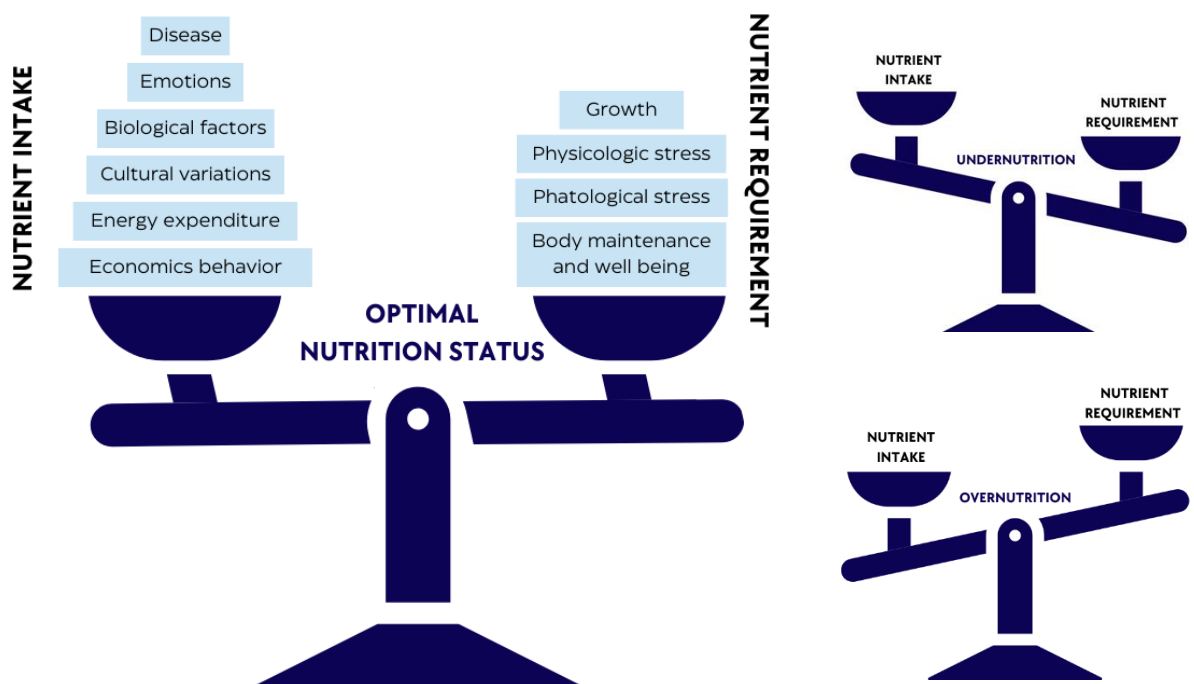 NUTRIENT INTAKE
Disease
Emotions
Biological factors
Cultural variations
Energy expenditure
Economics behavior
OPTIMAL
NUTRITION STATUS
Growth
Physicologic stress
Phatological stress
Body maintenance
and well being
NUTRIENT REQUIREMENT
NUTRIENT
INTAKE
NUTRIENT
REQUIREMENT
UNDERNUTRITION
NUTRIENT
REQUIREMENT
NUTRIENT
INTAKE
OVERNUTRITION